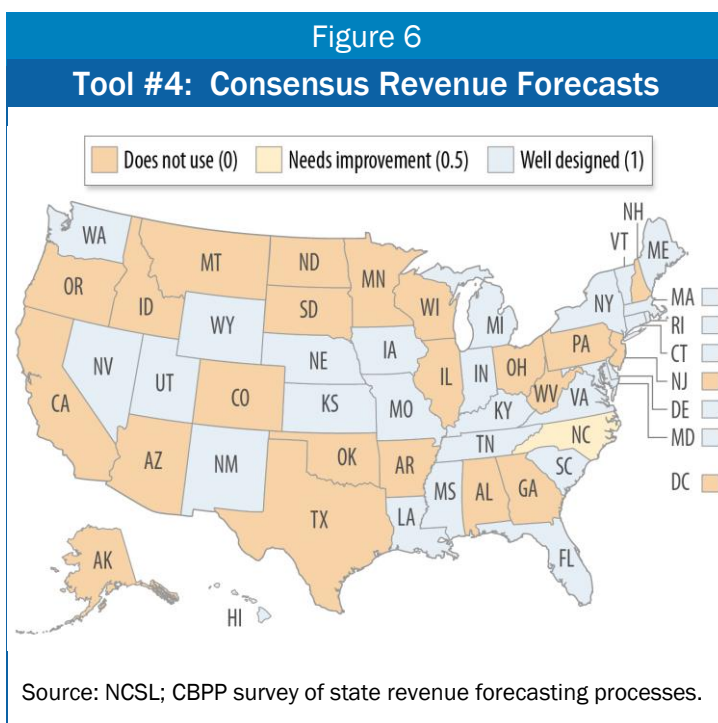 Figure 6
Tool #4: Consensus Revenue Forecasts
Does not use (0) Needs improvement (0.5) Well designed (1)
NH
WA
VT
ME
MT
ND
MN
OR
MA
ID
SD
WI
NY
WY
MI
RI
CT
PA
IA
NE
NV
OH
NJ
IL
IN
UT
DE
CO
WV
VA
CA
KS
MO
KY
MD
NC
TN
OK
AZ
NM
AR
SC
DC
MS
AL
GA
LA
TX
FL
AK
HI
Source: NCSL; CBPP survey of state revenue forecasting processes.